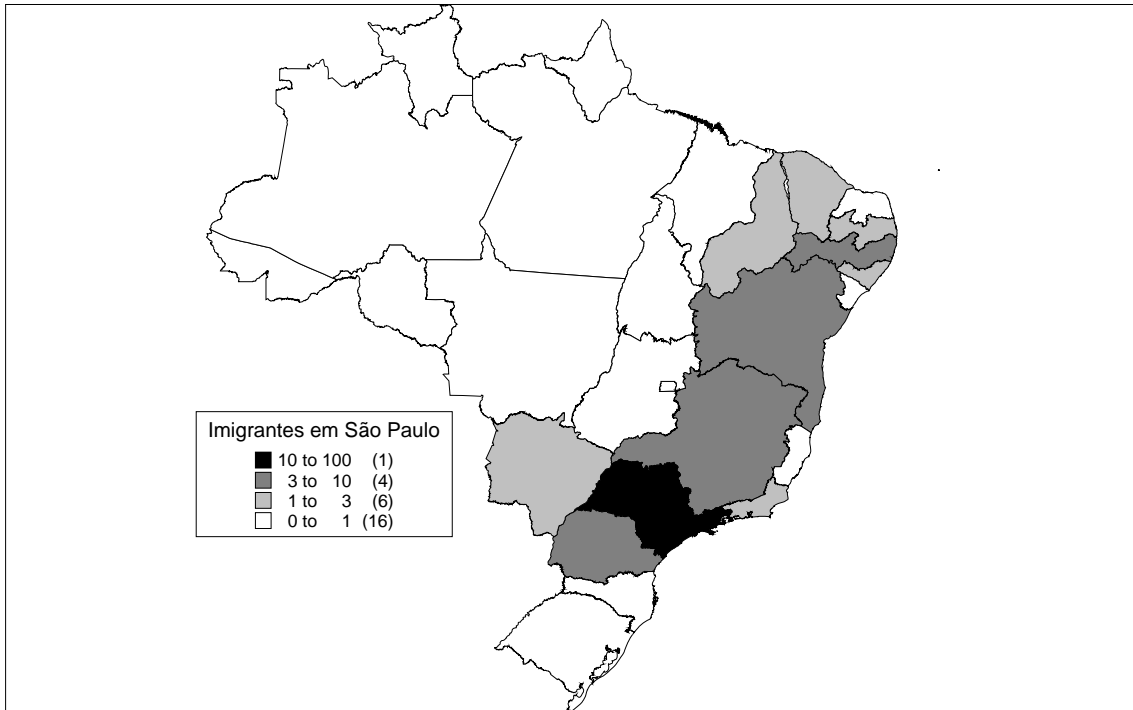 Imigrantes em São Paulo
10 to 100 (1)
3 to 10 (4)
1 to 3 (6)
0 to 1 (16)